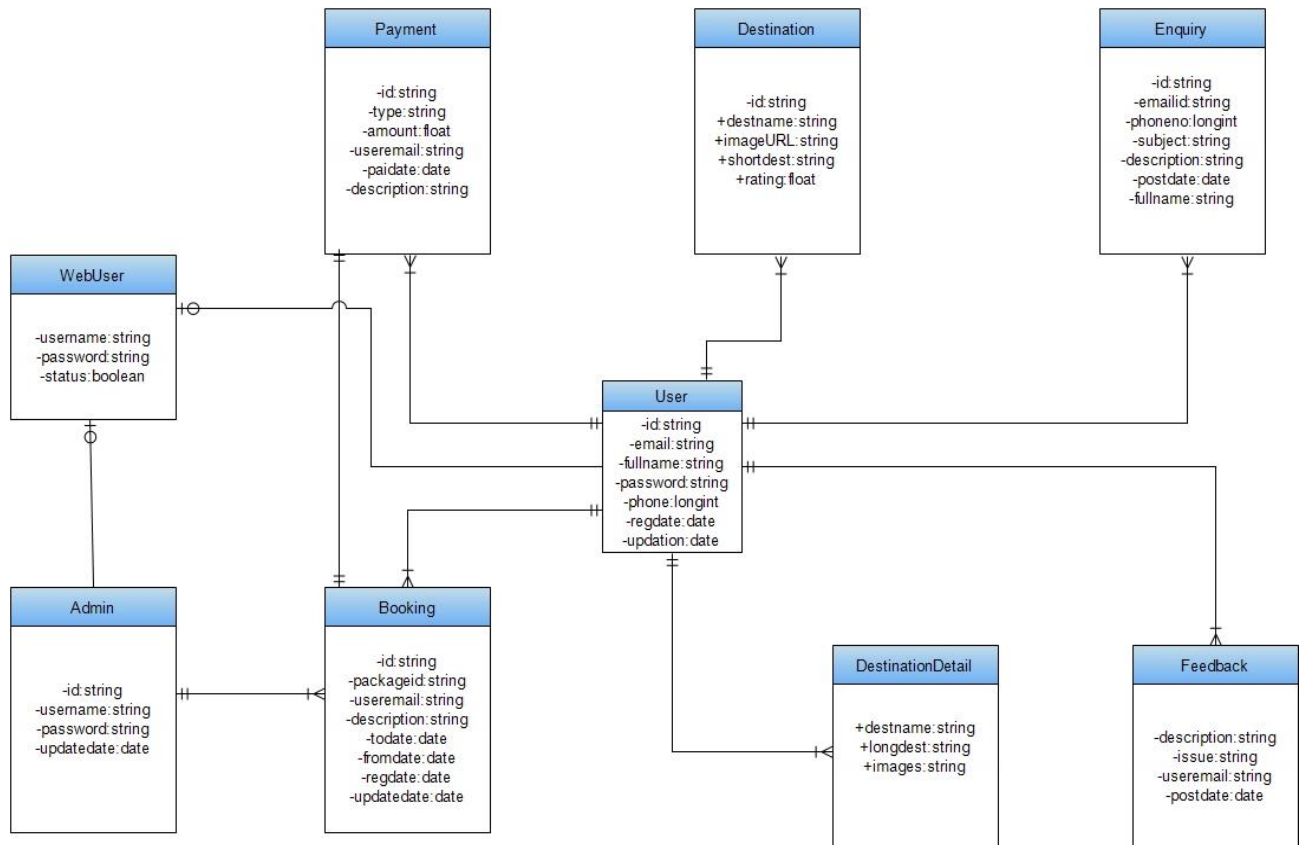 Payment
-id:string
-type:string
-amount:float
-useremail:string
-paidate:date
-description:string
Destination
-id:string
+destname:string
+imageURL:string
+shortdest:string
+rating:float
Enquiry
-id:string
-emailid:string
-phoneno:longint
-subject:string
-description:string
-postdate:date
-fullname:string
WebUser
-username:string
-password:string
-status:boolean
User
-id:string
-email:string
-fullname:string
-password:string
-phone:longint
-regdate:date
-updation:date
Admin
-id:string
-username:string
-password:string
-updatedate:date
Booking
-id:string
-packageid:string
-useremail:string
-description:string
-todate:date
-fromdate:date
-regdate:date
-updatedate:date
DestinationDetail
+destname:string
+longdest:string
+images:string
Feedback
-description:string
-issue:string
-useremail:string
-postdate:date